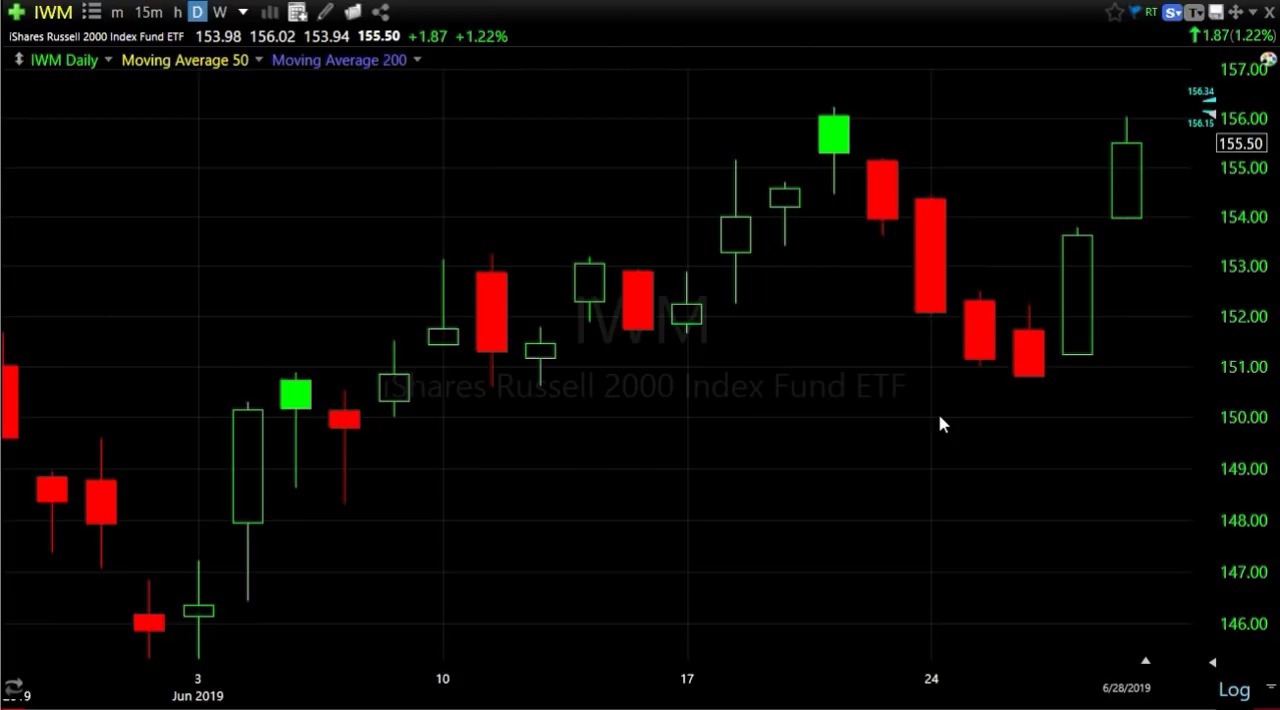 IWM m 15m h D W RT S T X
iShares Russell 2000 Index Fund ETF 153.98 156.02 153.94 155.50 +1.87 +1.22% 1.87(1.22%)
IWM Daily Moving Average 50 Moving Average 200
157.00
156.34
156.15
156.00
155.50
155.00
154.00
153.00
152.00
IWM
151.00
iShares Russell 2000 Index Fund ETF
150.00
149.00
148.00
147.00
146.00
3 10 17 24
Jun 2019 6/28/2019 Log